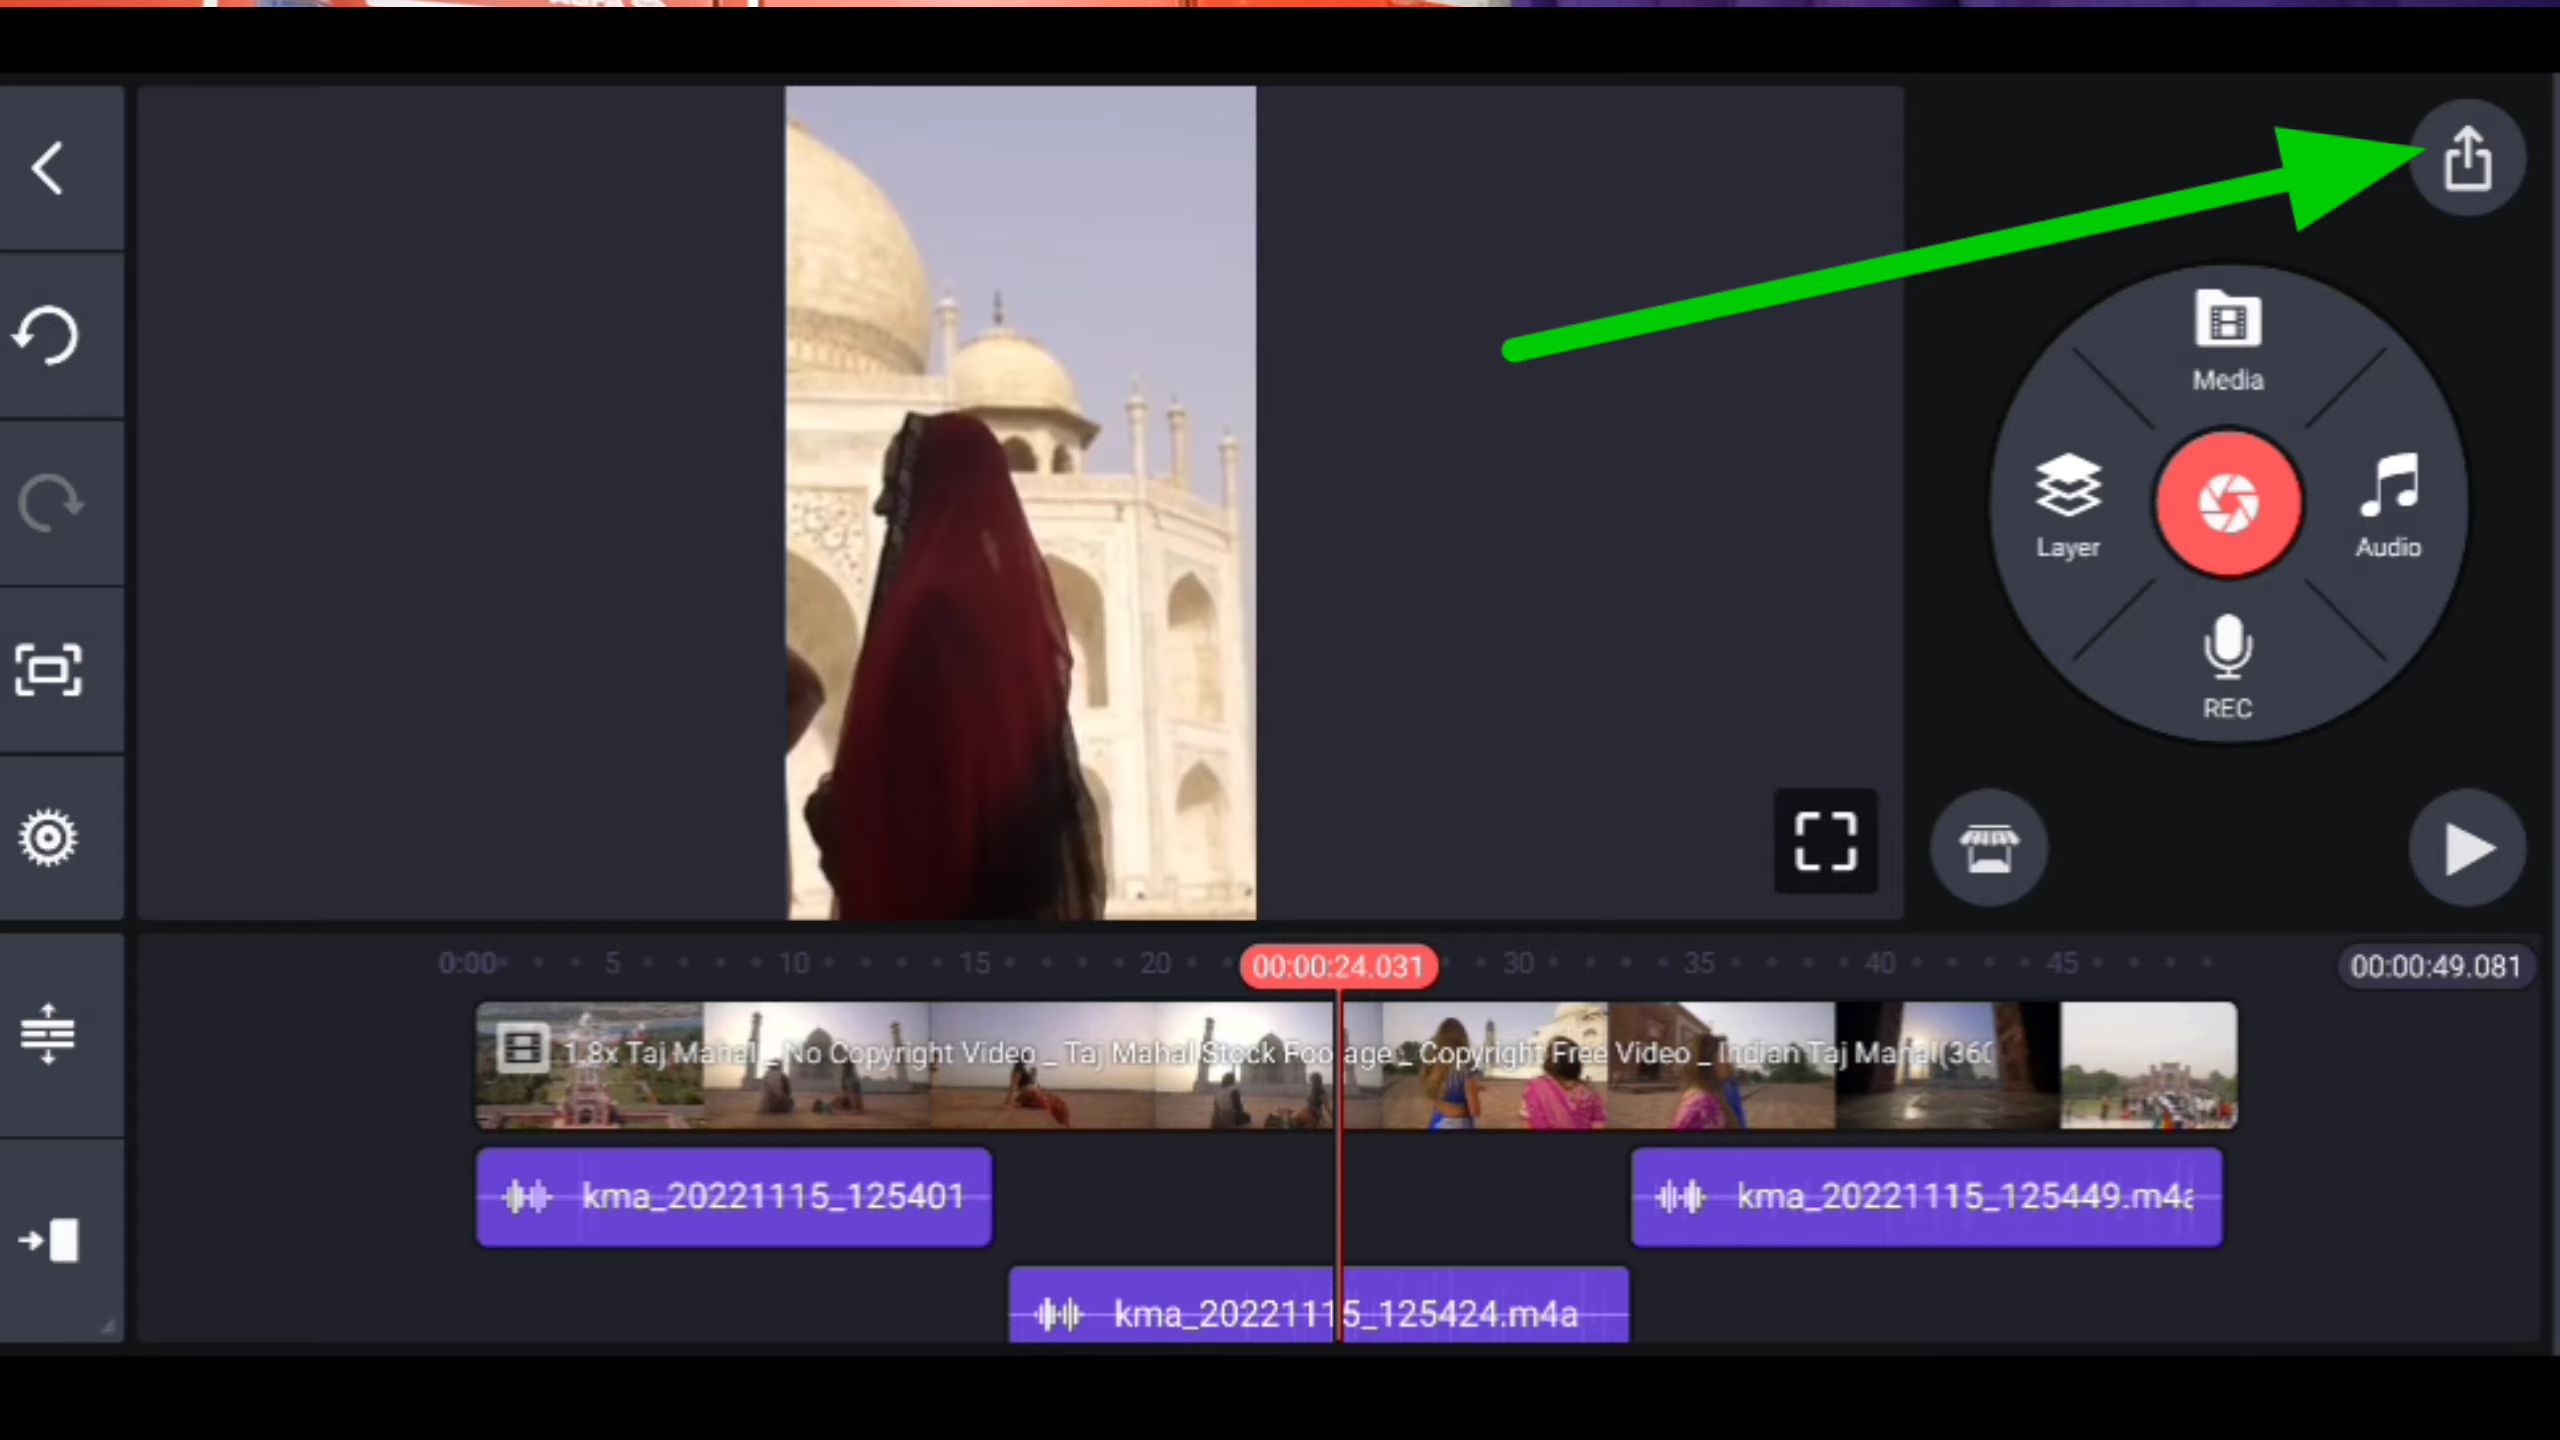 Media
Layer
Audio
REC
0:00 5 10 15 20 00:00:24.031 30 35 40 45 00:00:49.081
1.8x Taj Mahal _ No Copyright Video _ Taj Mahal Stock Footage _ Copyright Free Video _ Indian Taj Mahal(360
kma_20221115_125401
kma_20221115_125449.m4a
kma_20221115_125424.m4a